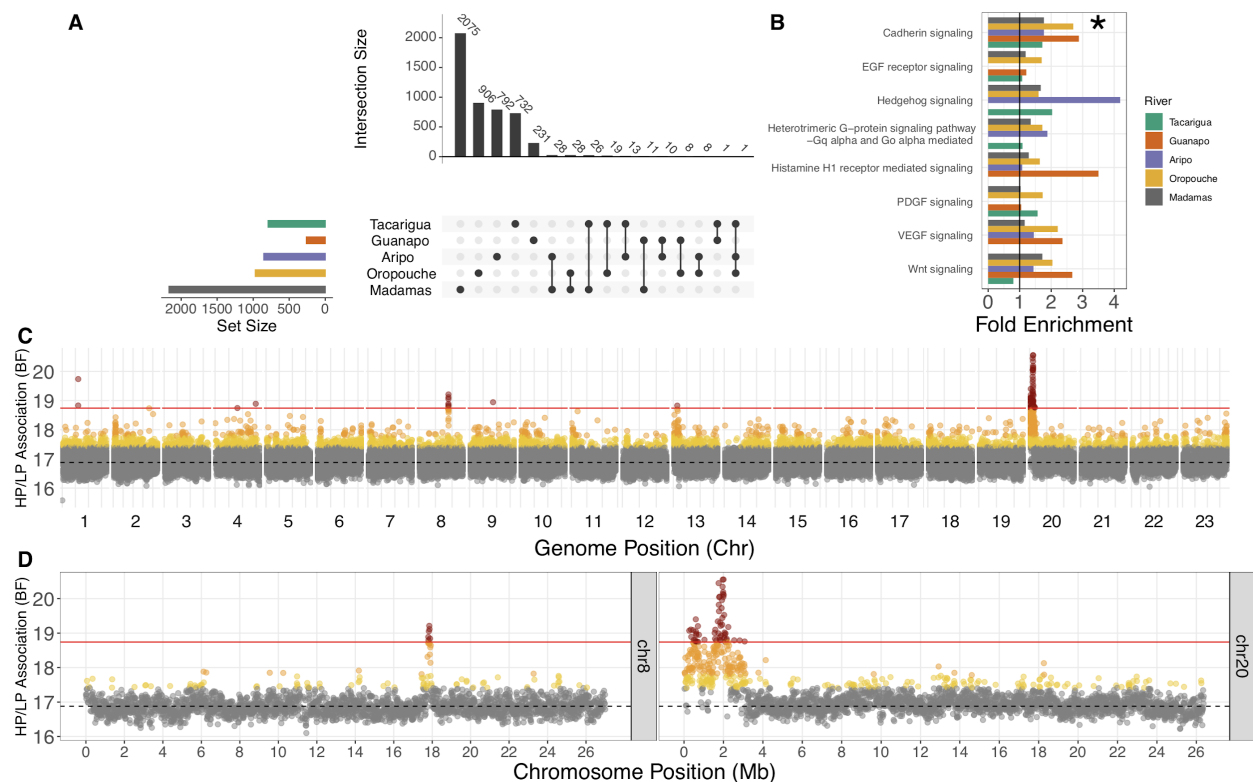 A
Intersection Size
2000
1500
1000
500
0
2075
906
792
732
231
28
26
26
19
13
11
10
8
8
1
1
Tacarigua
Guanapo
Aripo
Oropouche
Madamas
2000
1500
1000
500
0
Set Size
B
*
Cadherin signaling
EGF receptor signaling
Hedgehog signaling
Heterotrimeric G−protein signaling pathway
−Gq alpha and Go alpha mediated
Histamine H1 receptor mediated signaling
PDGF signaling
VEGF signaling
Wnt signaling
0 1 2 3 4
Fold Enrichment
River
Tacarigua
Guanapo
Aripo
Oropouche
Madamas
C
HP/LP Association (BF)
20
19
18
17
16
1 2 3 4 5 6 7 8 9 10 11 12 13 14 15 16 17 18 19 20 21 22 23
Genome Position (Chr)
D
HP/LP Association (BF)
20
19
18
17
16
chr8
chr20
0 2 4 6 8 10 12 14 16 18 20 22 24 26
0 2 4 6 8 10 12 14 16 18 20 22 24 26
Chromosome Position (Mb)